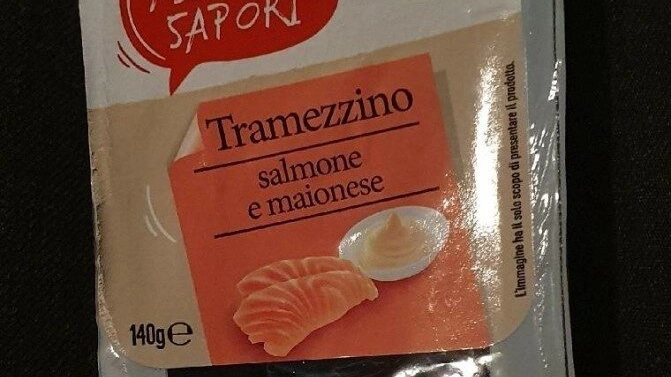 SAPORI
Tramezzino
salmone
e maionese
140g e
L'immagine ha il solo scopo di presentare il prodotto.